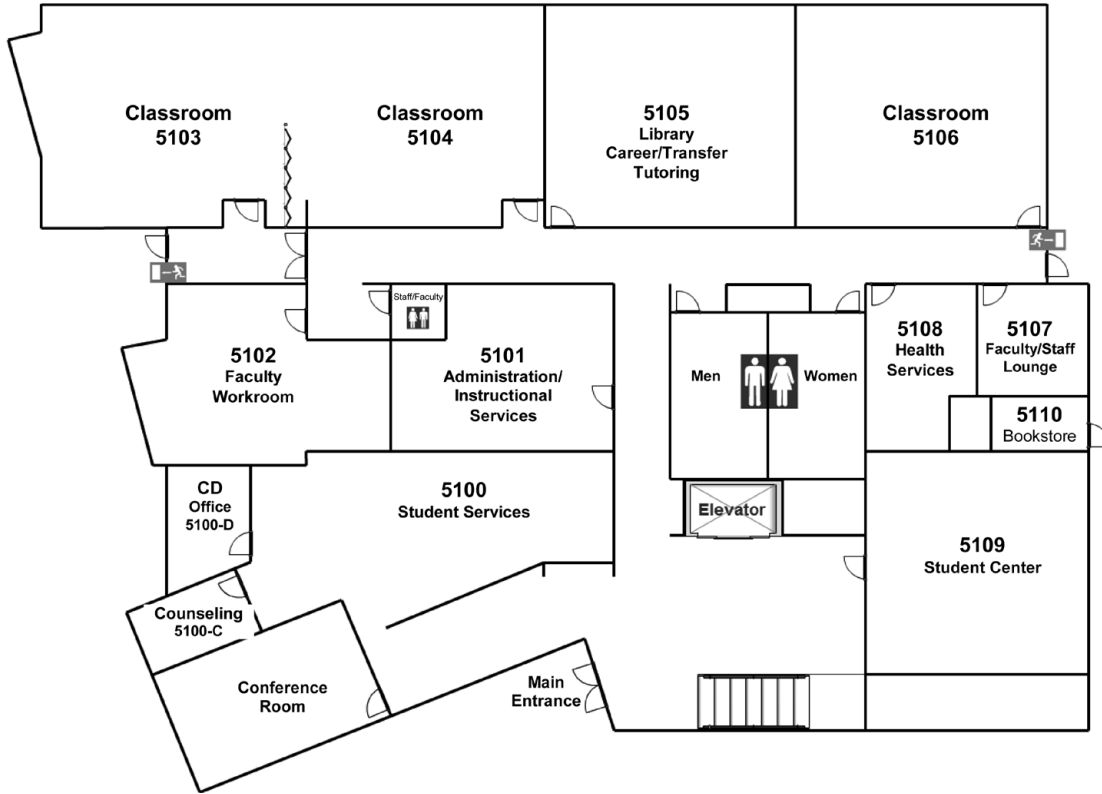 Classroom
5103
Classroom
5104
5105
Library
Career/Transfer
Tutoring
Classroom
5106
Staff/Faculty
5102
Faculty
Workroom
5101
Administration/
Instructional
Services
Men
Women
5108
Health
Services
5107
Faculty/Staff
Lounge
5110
Bookstore
CD
Office
5100-D
5100
Student Services
Elevator
5109
Student Center
Counseling
5100-C
Conference
Room
Main
Entrance